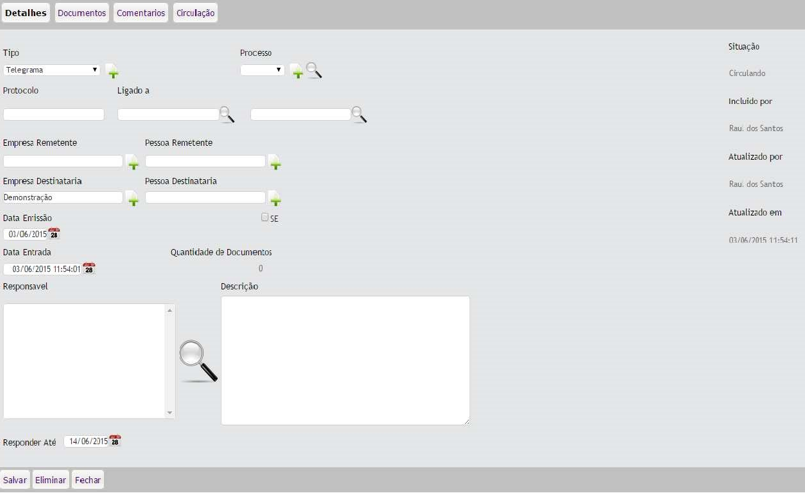 Detalhes Documentos Comentarios Circulação
Tipo Processo
Telegrama
Protocolo Ligado a
Empresa Remetente Pessoa Remetente
Empresa Destinataria Pessoa Destinataria
Demonstração
Data Emissão SE
03/06/2015 28
Data Entrada Quantidade de Documentos
03/06/2015 11:54:01 28 0
Responsavel Descrição
Responder Até 14/06/2015 28
Situação
Circulando
Incluido por
Raul dos Santos
Atualizado por
Raul dos Santos
Atualizado em
03/06/2015 11:54:11
Salvar Eliminar Fechar